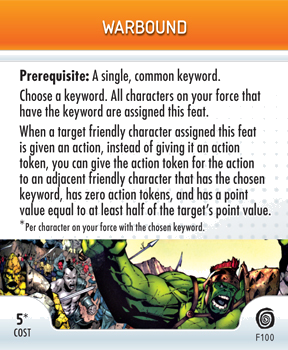 WARBOUND
Prerequisite: A single, common keyword.
Choose a keyword. All characters on your force that
have the keyword are assigned this feat.
When a target friendly character assigned this feat
is given an action, instead of giving it an action
token, you can give the action token for the action
to an adjacent friendly character that has the chosen
keyword, has zero action tokens, and has a point
value equal to at least half of the target's point value.
*Per character on your force with the chosen keyword.
5*
COST
F100